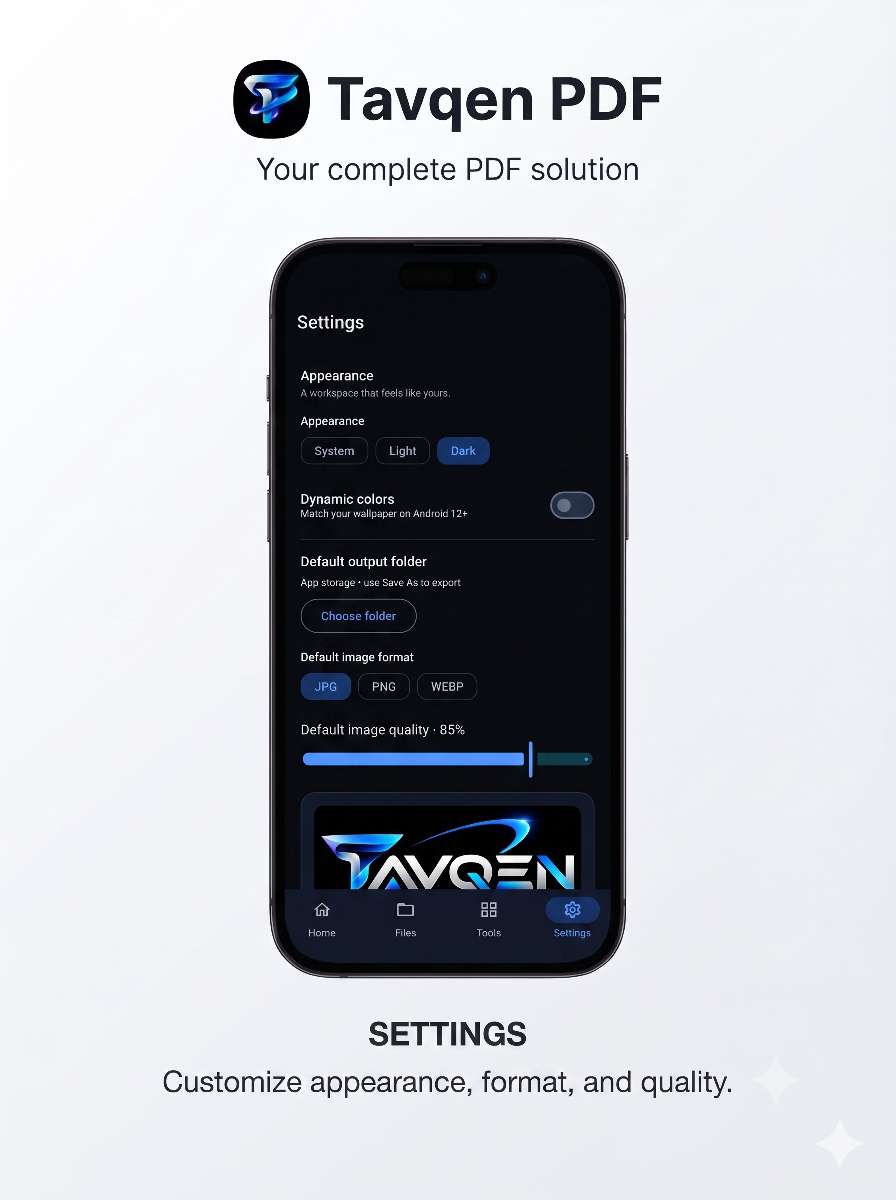 Tavqen PDF
Your complete PDF solution
Settings
Appearance
A workspace that feels like yours.
Appearance
System Light Dark
Dynamic colors
Match your wallpaper on Android 12+
Default output folder
App storage • use Save As to export
Choose folder
Default image format
JPG PNG WEBP
Default image quality · 85%
TAVQEN
Home Files Tools Settings
SETTINGS
Customize appearance, format, and quality.